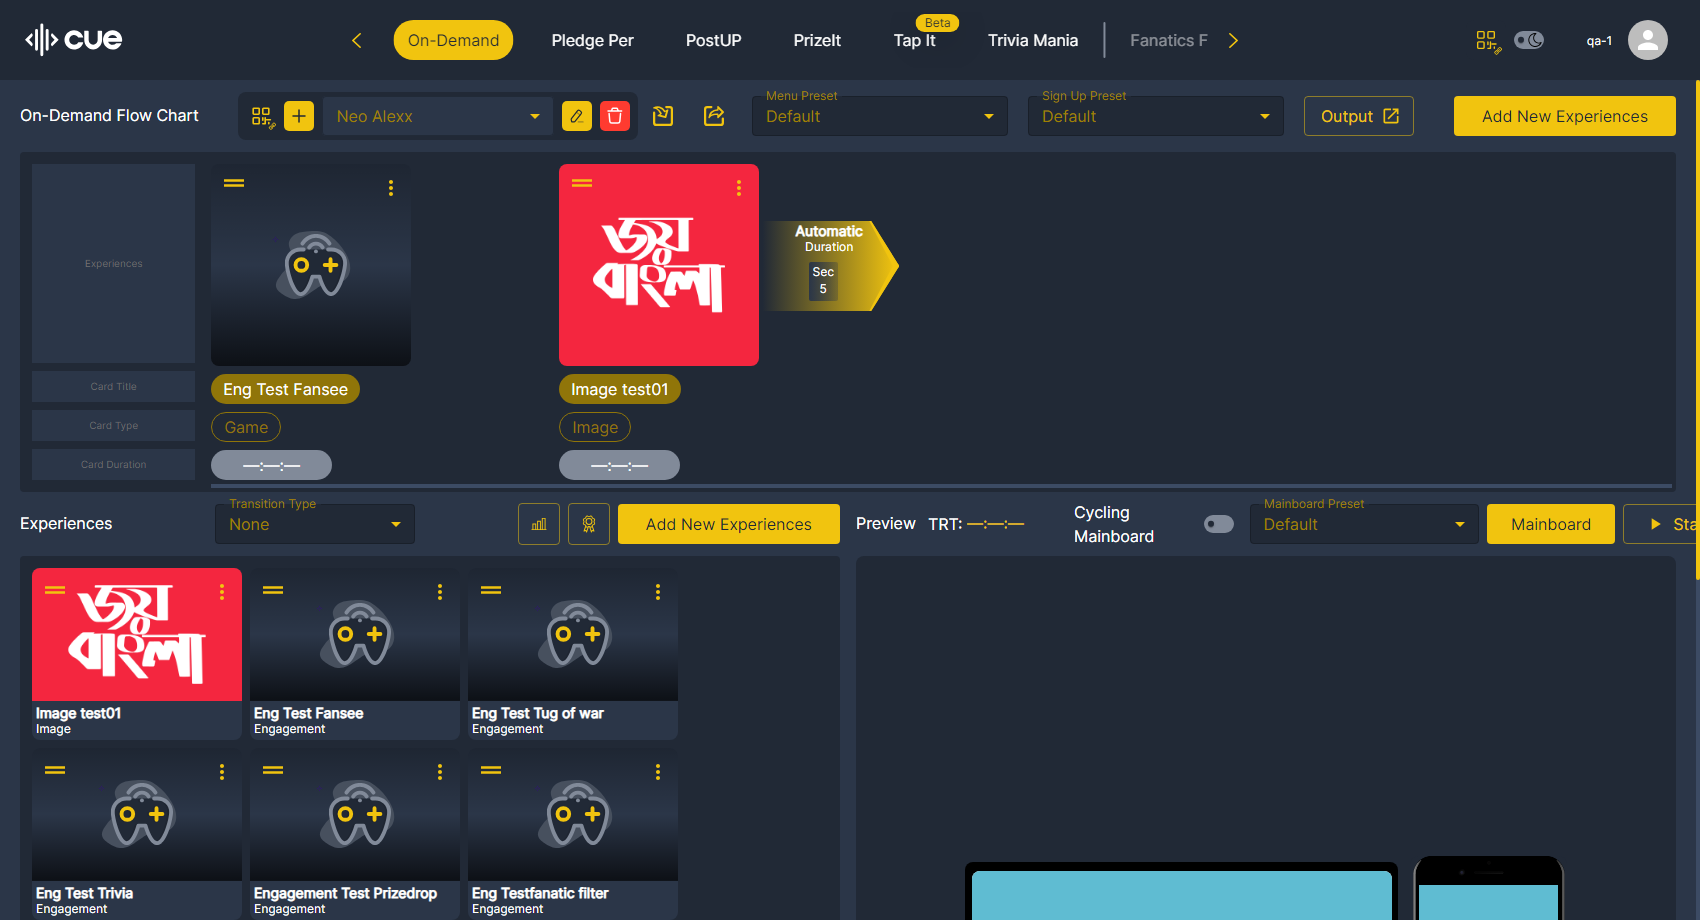 cue
On-Demand
Pledge Per
PostUP
PrizeIt
Beta
Tap It
Trivia Mania
Fanatics F
qa-1
On-Demand Flow Chart
Neo Alexx
Menu Preset
Default
Sign Up Preset
Default
Output
Add New Experiences
Experiences
Card Title
Card Type
Card Duration
Eng Test Fansee
Game
—:—:—
জয়
বাংলা
Image test01
Image
—:—:—
Automatic
Duration
Sec
5
Experiences
Transition Type
None
Add New Experiences
Preview
TRT: —:—:—
Cycling
Mainboard
Mainboard Preset
Default
Mainboard
Sta
জয়
বাংলা
Image test01
Image
Eng Test Fansee
Engagement
Eng Test Tug of war
Engagement
Eng Test Trivia
Engagement
Engagement Test Prizedrop
Engagement
Eng Testfanatic filter
Engagement